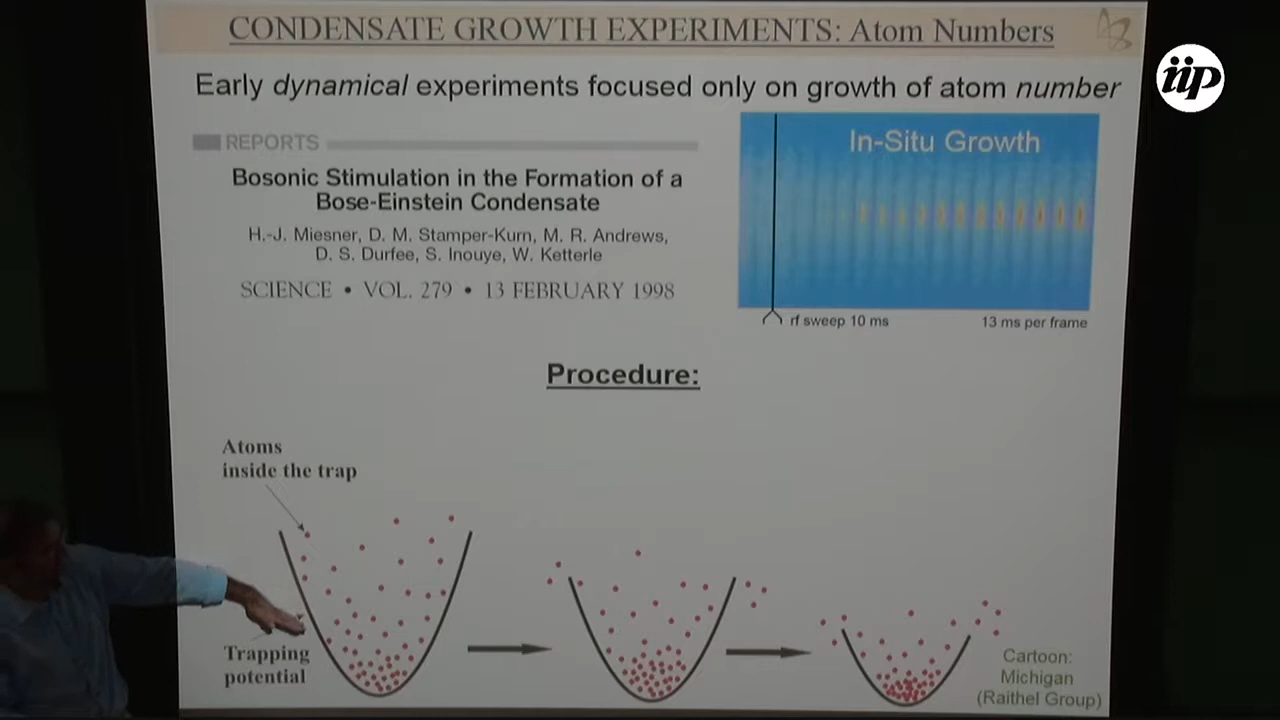 CONDENSATE GROWTH EXPERIMENTS: Atom Numbers
iip
Early dynamical experiments focused only on growth of atom number
REPORTS
Bosonic Stimulation in the Formation of a
Bose-Einstein Condensate
H.-J. Miesner, D. M. Stamper-Kurn, M. R. Andrews,
D. S. Durfee, S. Inouye, W. Ketterle
SCIENCE • VOL. 279 • 13 FEBRUARY 1998
In-Situ Growth
rf sweep 10 ms
13 ms per frame
Procedure:
Atoms
inside the trap
Trapping
potential
Cartoon:
Michigan
(Raithel Group)